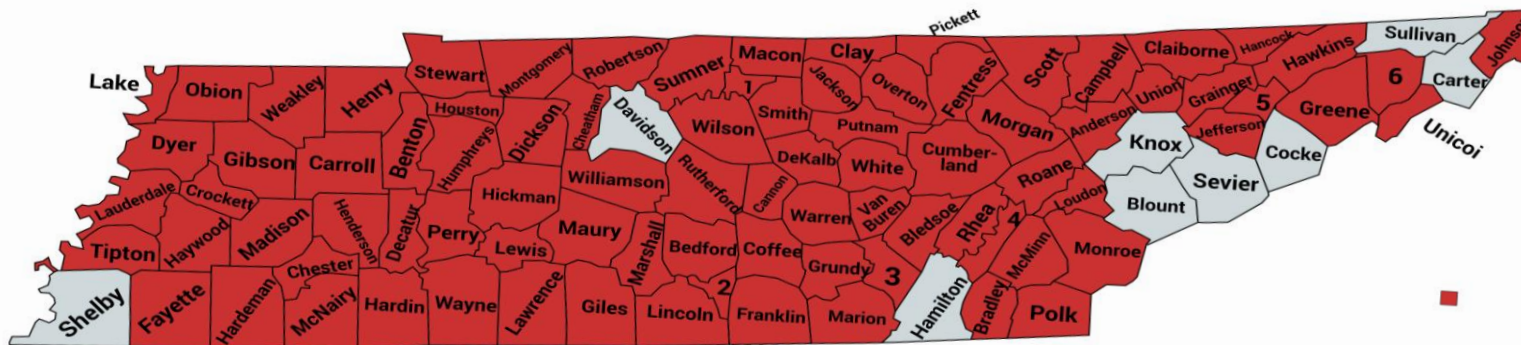 Pickett
Lake
Obion
Weakley
Henry
Stewart
Montgomery
Robertson
Sumner
Macon
Clay
Jackson
Overton
Fentress
Scott
Campbell
Claiborne
Hancock
Hawkins
Sullivan
Johnso
Carter
6
Greene
Unicoi
5
Grainger
Union
Jefferson
Cocke
Anderson
Knox
Sevier
Blount
Morgan
Roane
Loudon
Monroe
Cumber-
land
Putnam
White
DeKalb
Smith
1
Wilson
Davidson
Cheatham
Dickson
Houston
Humphreys
Benton
Carroll
Gibson
Dyer
Lauderdale
Crockett
Haywood
Madison
Henderson
Decatur
Perry
Hickman
Lewis
Williamson
Maury
Rutherford
Cannon
Warren
Van
Buren
Bledsoe
Rhea
4
McMinn
Marshall
Bedford
Coffee
Grundy
3
Tipton
Shelby
Fayette
Hardeman
Chester
McNairy
Hardin
Wayne
Lawrence
Giles
Lincoln
2
Franklin
Marion
Hamilton
Bradley
Polk